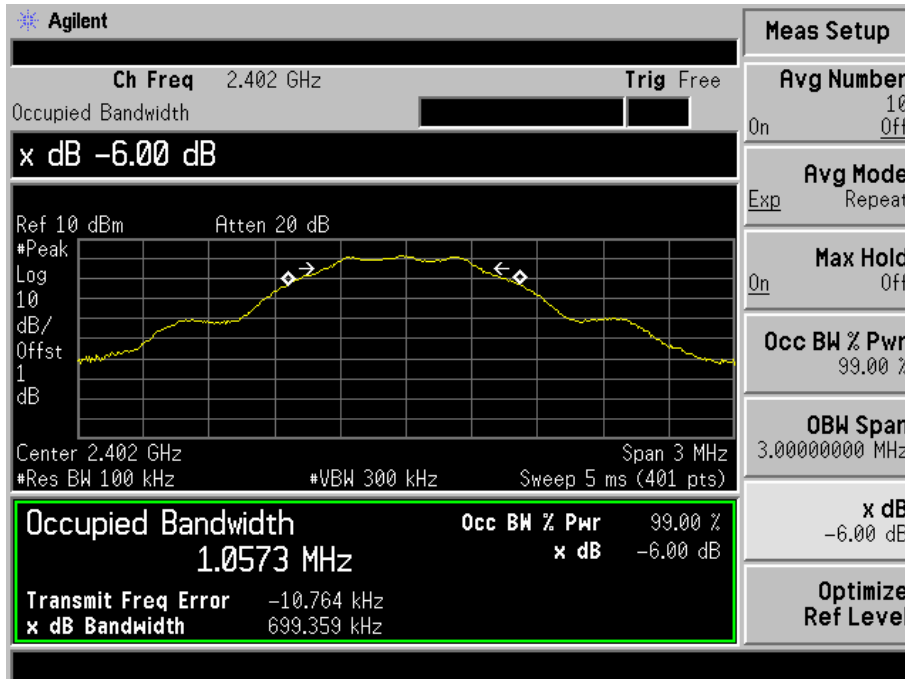 Agilent
Ch Freq 2.402 GHz Trig Free
Occupied Bandwidth
x dB -6.00 dB
Ref 10 dBm Atten 20 dB
#Peak
Log
10
dB/
Offst
1
dB
Center 2.402 GHz Span 3 MHz
#Res BW 100 kHz #VBW 300 kHz Sweep 5 ms (401 pts)
Occupied Bandwidth
1.0573 MHz
Occ BW % Pwr 99.00 %
x dB -6.00 dB
Transmit Freq Error -10.764 kHz
x dB Bandwidth 699.359 kHz
Meas Setup
Avg Number
10
On Off
Avg Mode
Exp Repeat
Max Hold
On Off
Occ BW % Pwr
99.00 %
OBW Span
3.00000000 MHz
x dB
-6.00 dB
Optimize
Ref Level